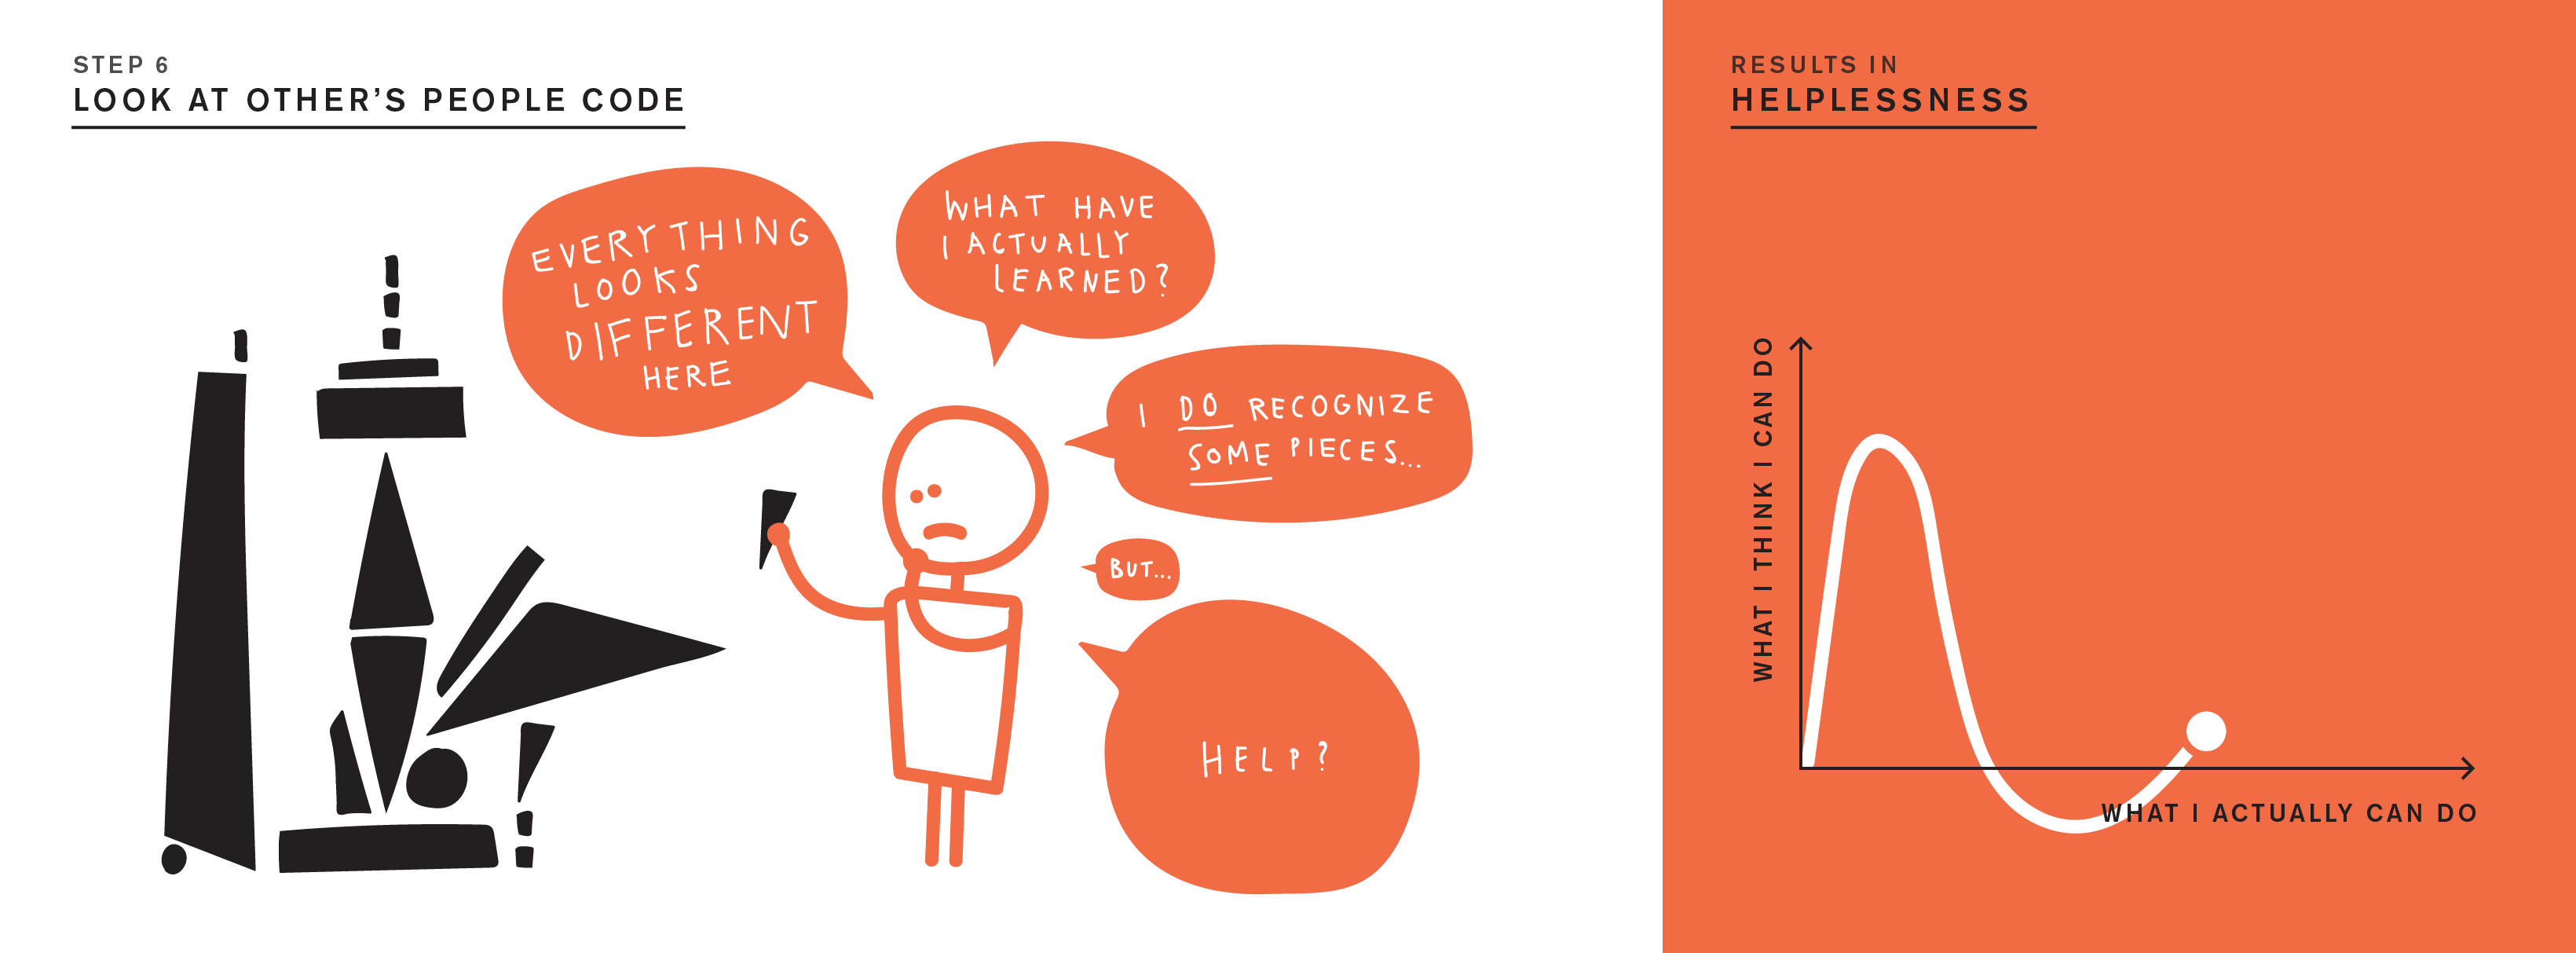 STEP 6
LOOK AT OTHER’S PEOPLE CODE
EVERYTHING
LOOKS
DIFFERENT
HERE
WHAT HAVE
I ACTUALLY
LEARNED?
I DO RECOGNIZE
SOME PIECES...
BUT...
HELP?
RESULTS IN
HELPLESSNESS
WHAT I THINK I CAN DO
WHAT I ACTUALLY CAN DO